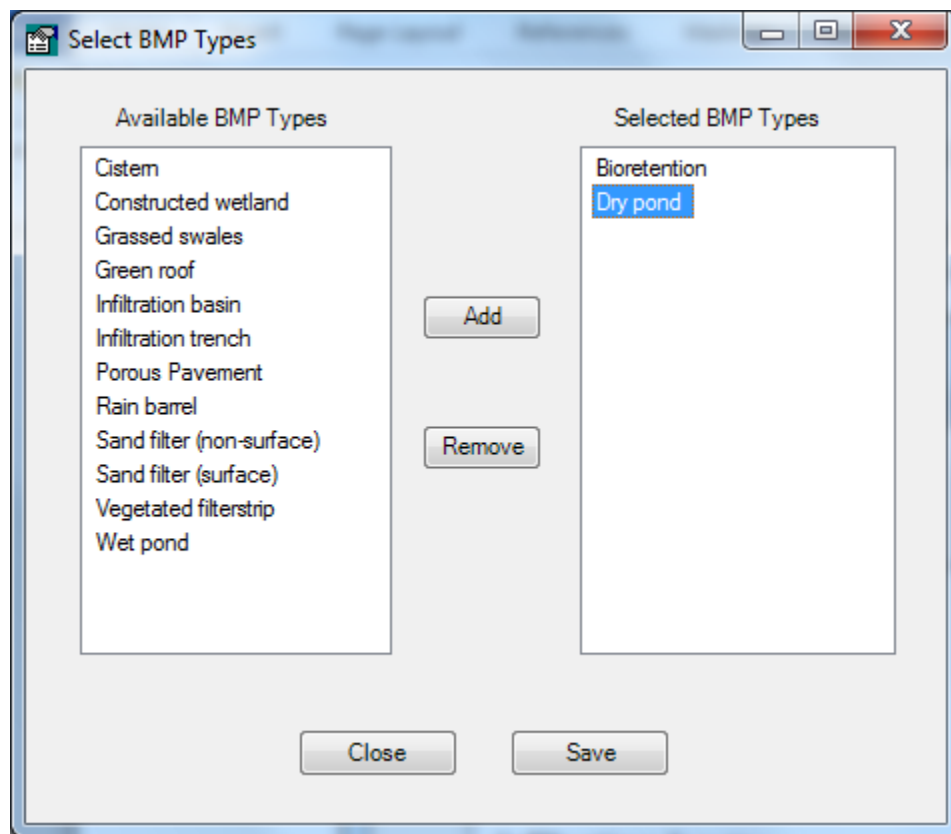 Select BMP Types
Available BMP Types
Cistern
Constructed wetland
Grassed swales
Green roof
Infiltration basin
Infiltration trench
Porous Pavement
Rain barrel
Sand filter (non-surface)
Sand filter (surface)
Vegetated filterstrip
Wet pond
Add
Remove
Selected BMP Types
Bioretention
Dry pond
Close
Save